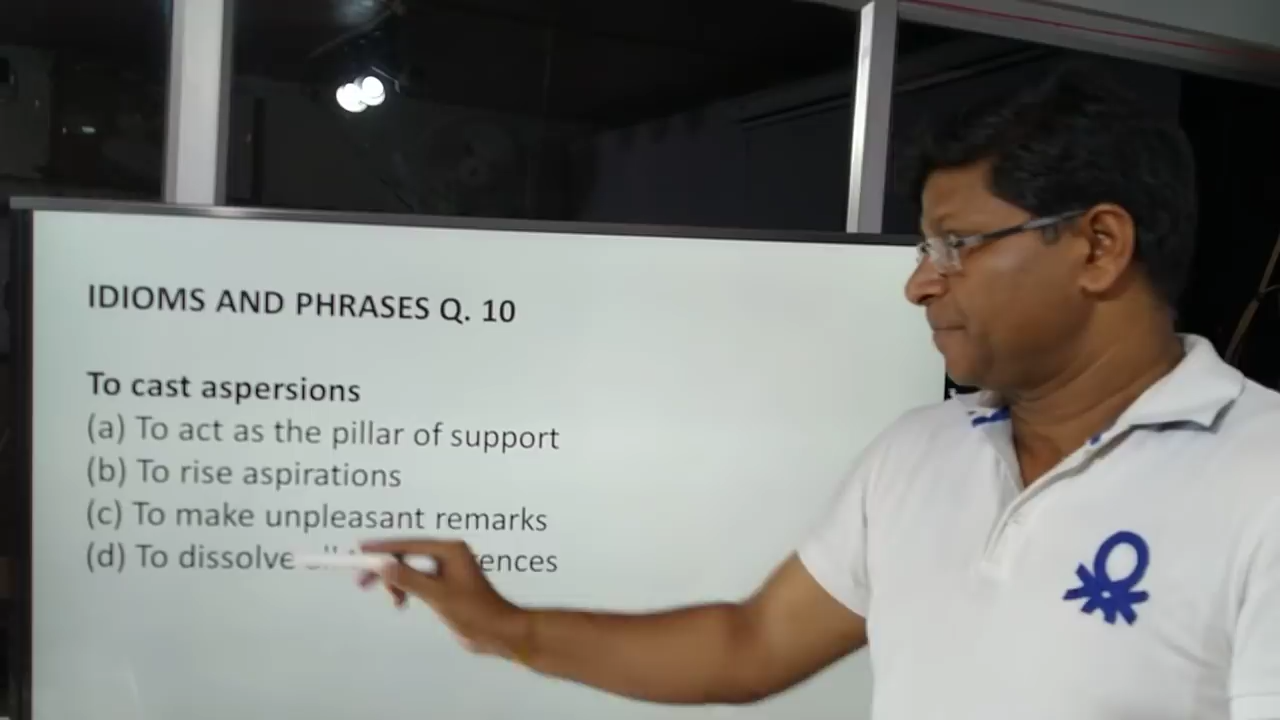 IDIOMS AND PHRASES Q. 10
To cast aspersions
(a) To act as the pillar of support
(b) To rise aspirations
(c) To make unpleasant remarks
(d) To dissolve